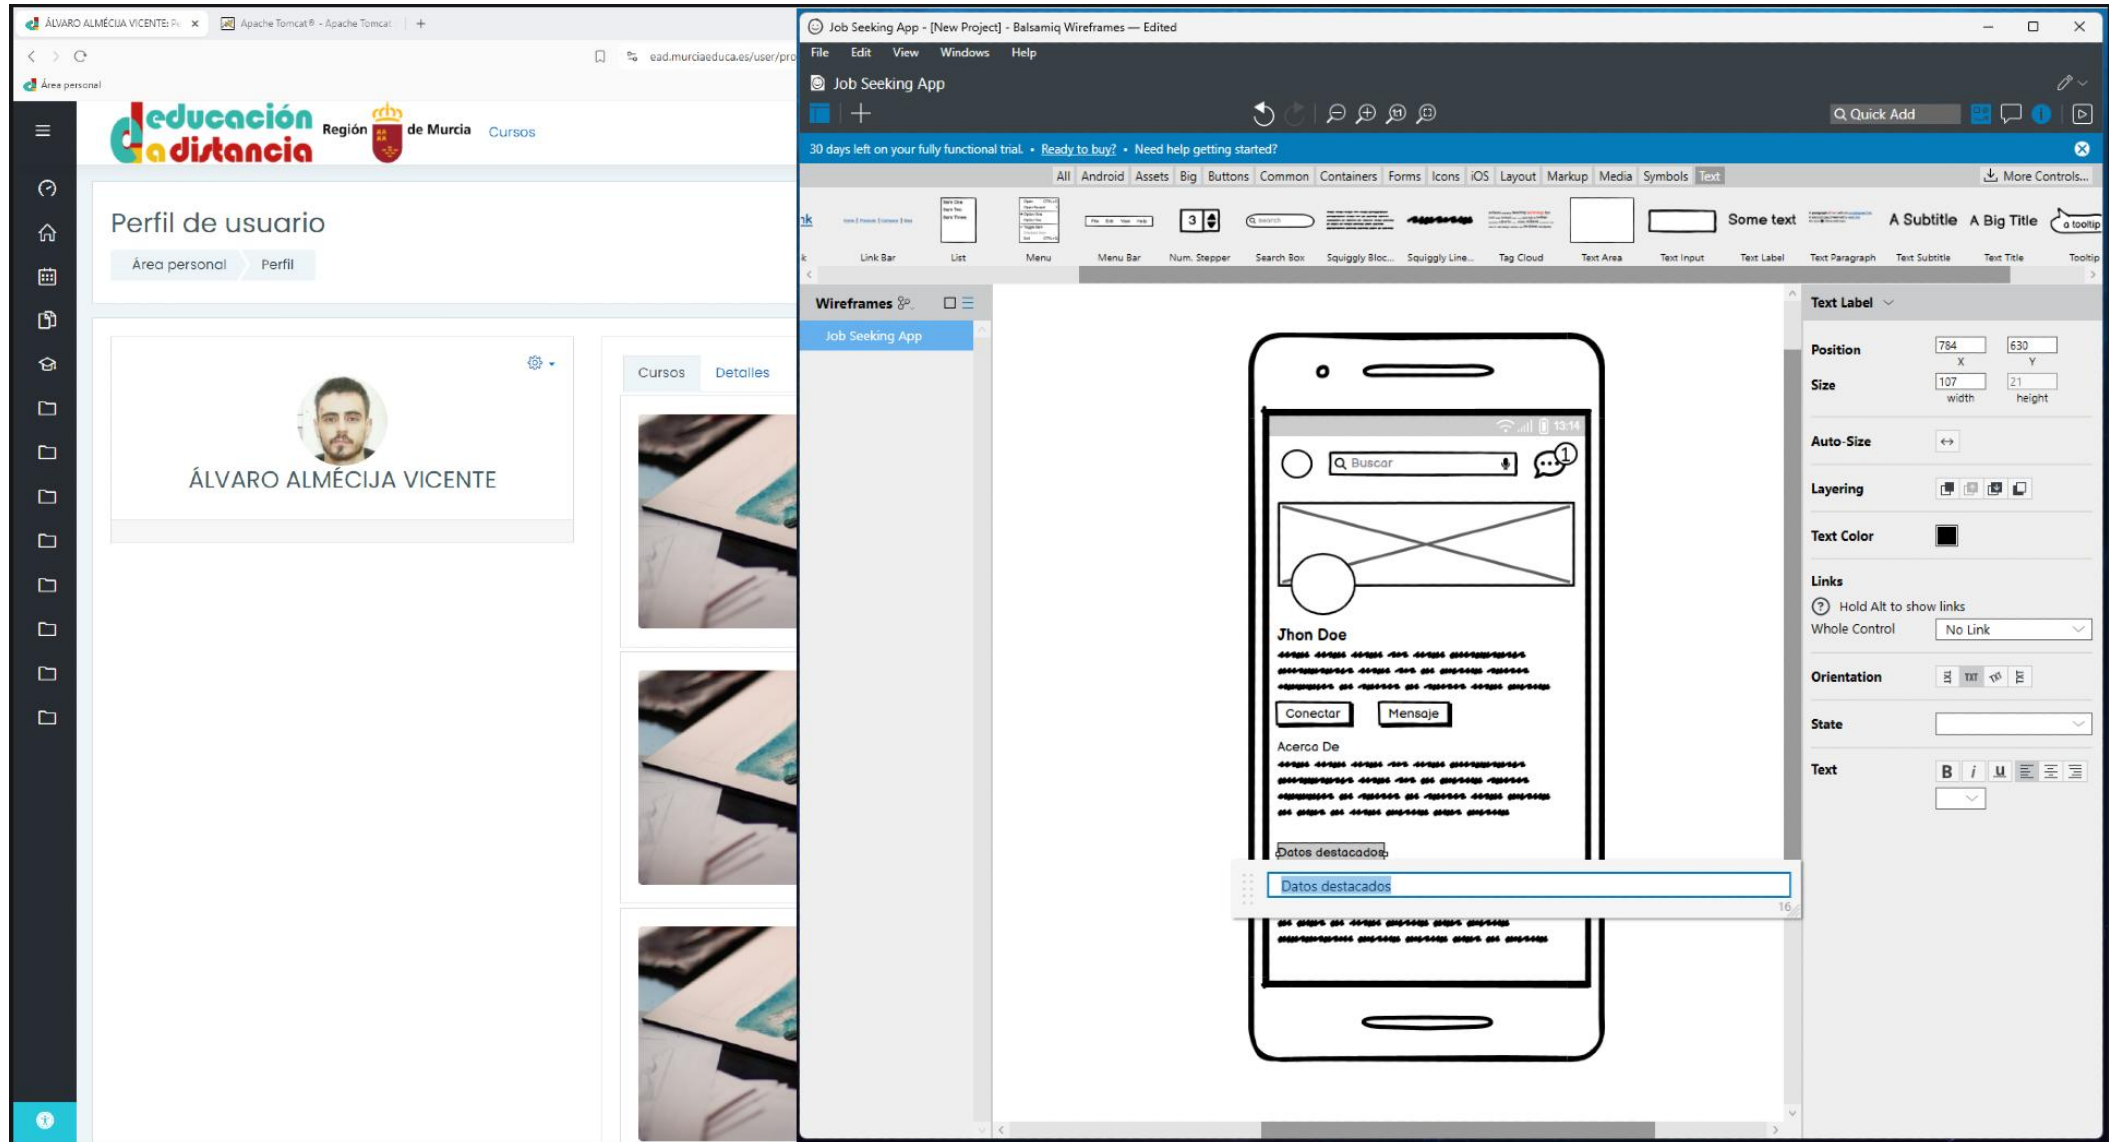 ÁLVARO ALMÉCIJA VICENTE: Pe
Apache Tomcat® - Apache Tomcat
ead.murciaeduca.es/user/pro
Área personal
educación a distancia
Región de Murcia
Cursos
Perfil de usuario
Área personal
Perfil
ÁLVARO ALMÉCIJA VICENTE
Cursos
Detalles
Job Seeking App - [New Project] - Balsamiq Wireframes — Edited
File Edit View Windows Help
Job Seeking App
Quick Add
30 days left on your fully functional trial. • Ready to buy? • Need help getting started?
All Android Assets Big Buttons Common Containers Forms Icons iOS Layout Markup Media Symbols Text
More Controls...
nk
3
search
Some text
A Subtitle
A Big Title
a tooltip
k
Link Bar
List
Menu
Menu Bar
Num. Stepper
Search Box
Squiggly Bloc...
Squiggly Line...
Tag Cloud
Text Area
Text Input
Text Label
Text Paragraph
Text Subtitle
Text Title
Tooltip
Wireframes
Job Seeking App
13:14
Buscar
1
Jhon Doe
Conectar
Mensaje
Acerca De
Datos destacados
Datos destacados
16
Text Label
Position
784
630
X
Y
Size
107
21
width
height
Auto-Size
Layering
Text Color
Links
Hold Alt to show links
Whole Control
No Link
Orientation
TXT
State
Text
B i U